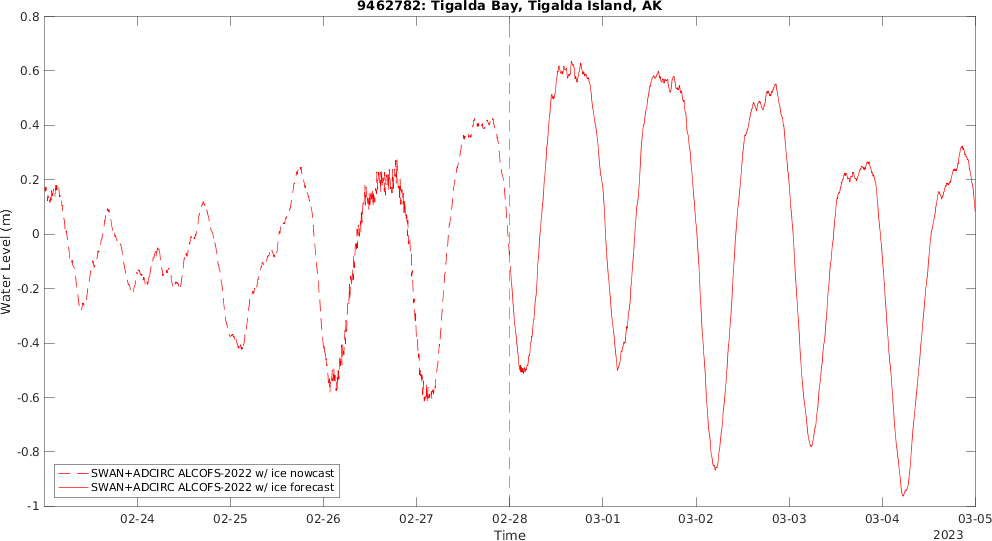 9462782: Tigalda Bay, Tigalda Island, AK
0.8
0.6
0.4
0.2
0
-0.2
-0.4
-0.6
-0.8
-1
Water Level (m)
SWAN+ADCIRC ALCOFS-2022 w/ ice nowcast
SWAN+ADCIRC ALCOFS-2022 w/ ice forecast
02-24 02-25 02-26 02-27 02-28 03-01 03-02 03-03 03-04 03-05
Time
2023